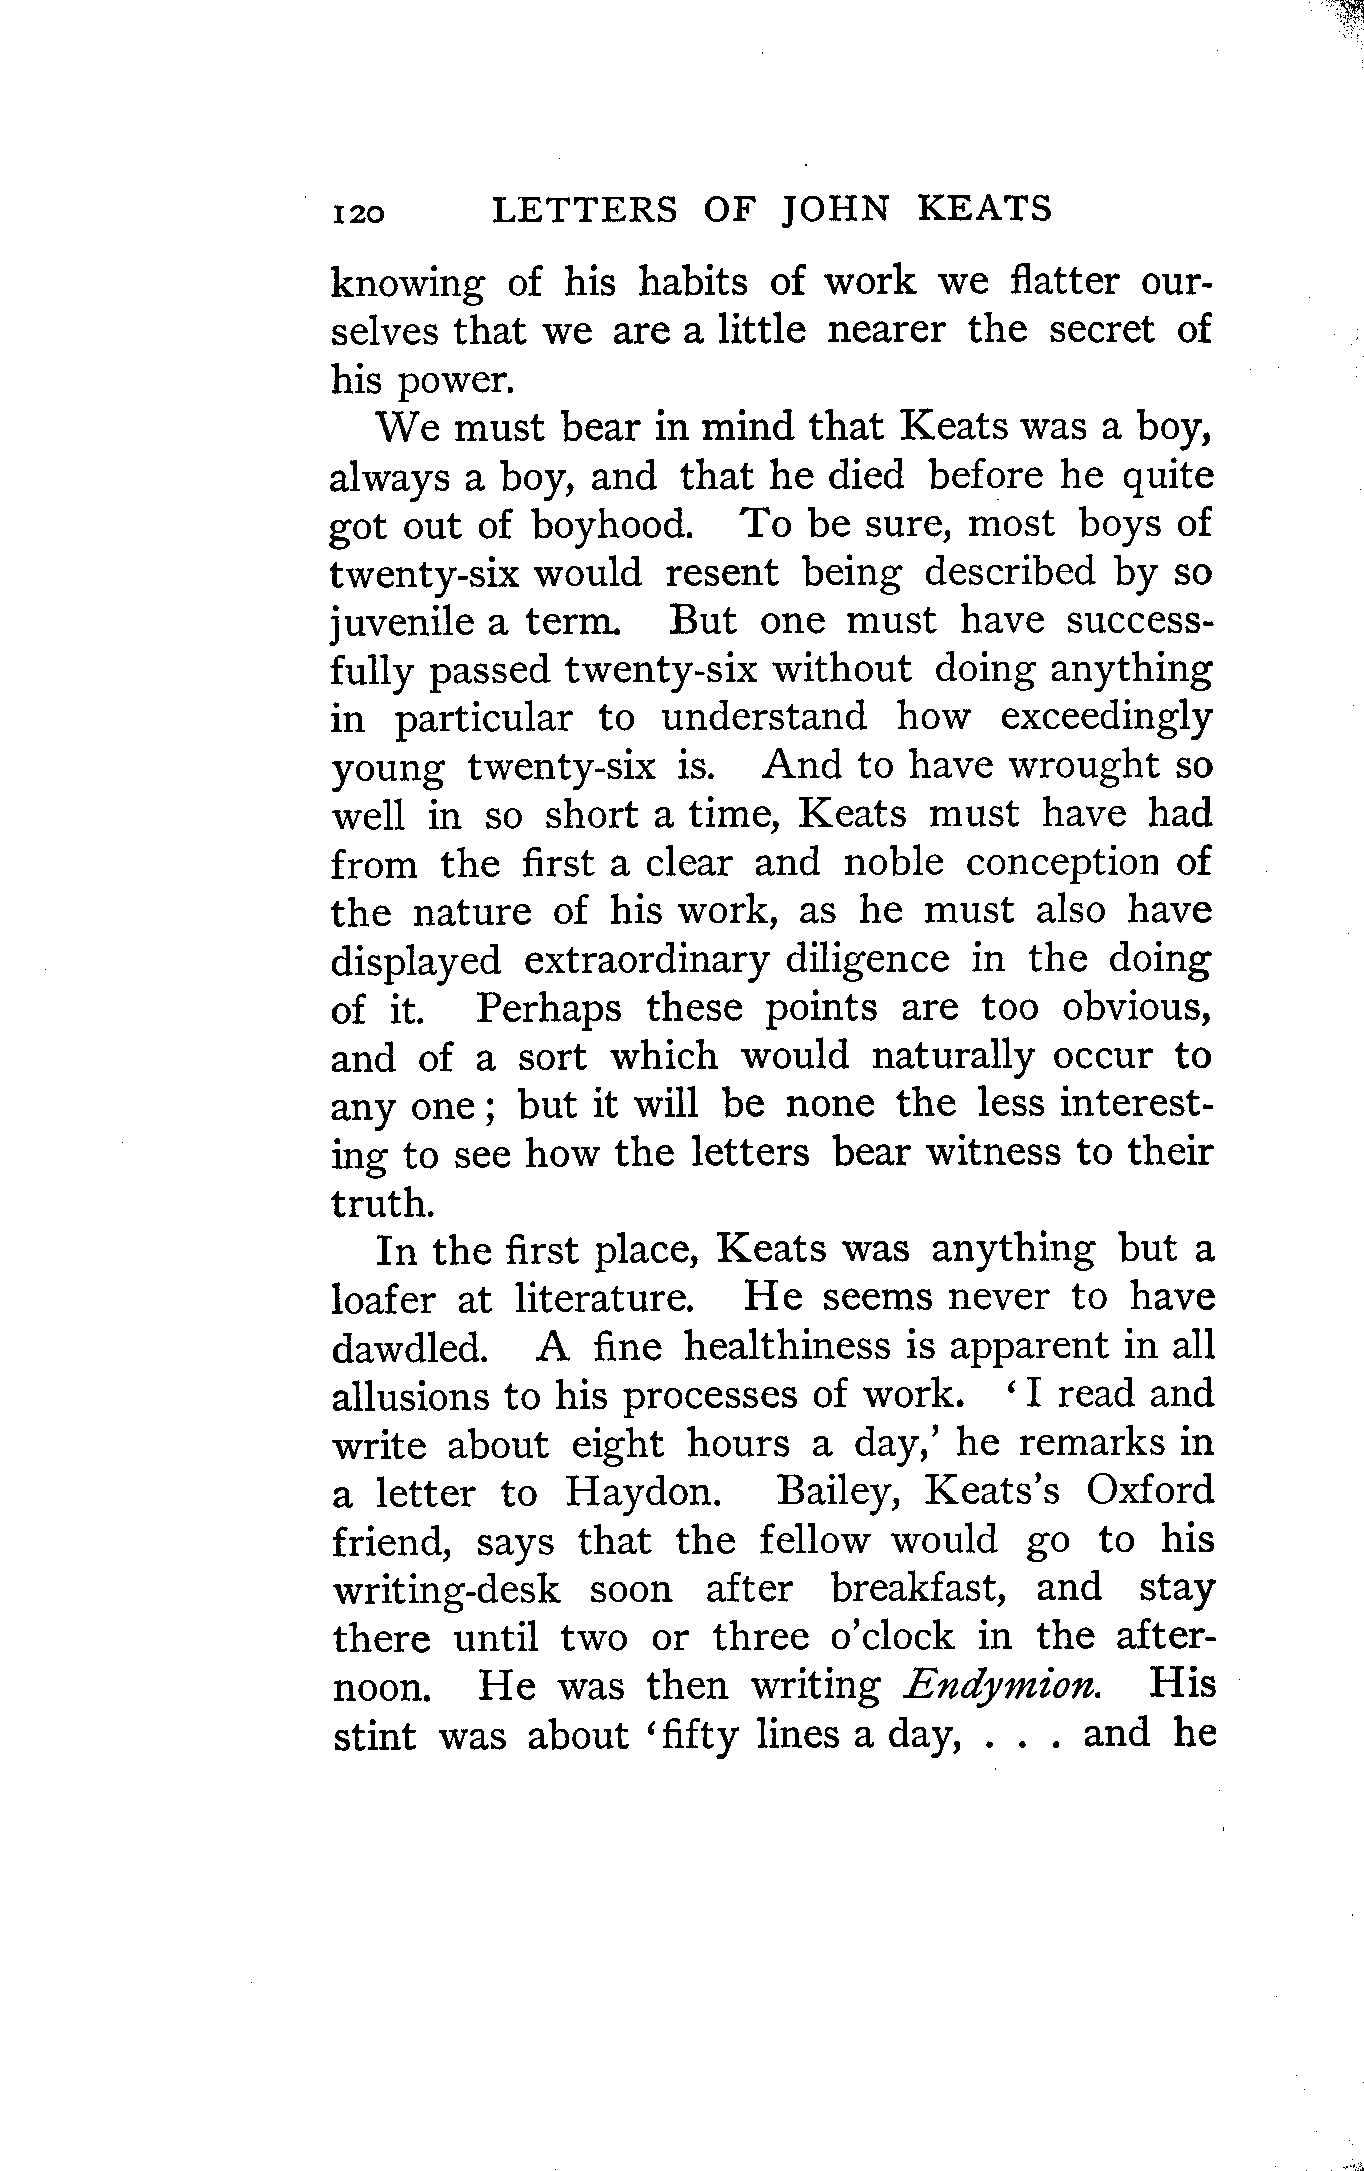 120 LETTERS OF JOHN KEATS
knowing of his habits of work we flatter our-
selves that we are a little nearer the secret of
his power.
We must bear in mind that Keats was a boy,
always a boy, and that he died before he quite
got out of boyhood. To be sure, most boys of
twenty-six would resent being described by so
juvenile a term. But one must have success-
fully passed twenty-six without doing anything
in particular to understand how exceedingly
young twenty-six is. And to have wrought so
well in so short a time, Keats must have had
from the first a clear and noble conception of
the nature of his work, as he must also have
displayed extraordinary diligence in the doing
of it. Perhaps these points are too obvious,
and of a sort which would naturally occur to
any one ; but it will be none the less interest-
ing to see how the letters bear witness to their
truth.
In the first place, Keats was anything but a
loafer at literature. He seems never to have
dawdled. A fine healthiness is apparent in all
allusions to his processes of work. ‘ I read and
write about eight hours a day,’ he remarks in
a letter to Haydon. Bailey, Keats’s Oxford
friend, says that the fellow would go to his
writing-desk soon after breakfast, and stay
there until two or three o’clock in the after-
noon. He was then writing Endymion. His
stint was about ‘fifty lines a day, . . . and he